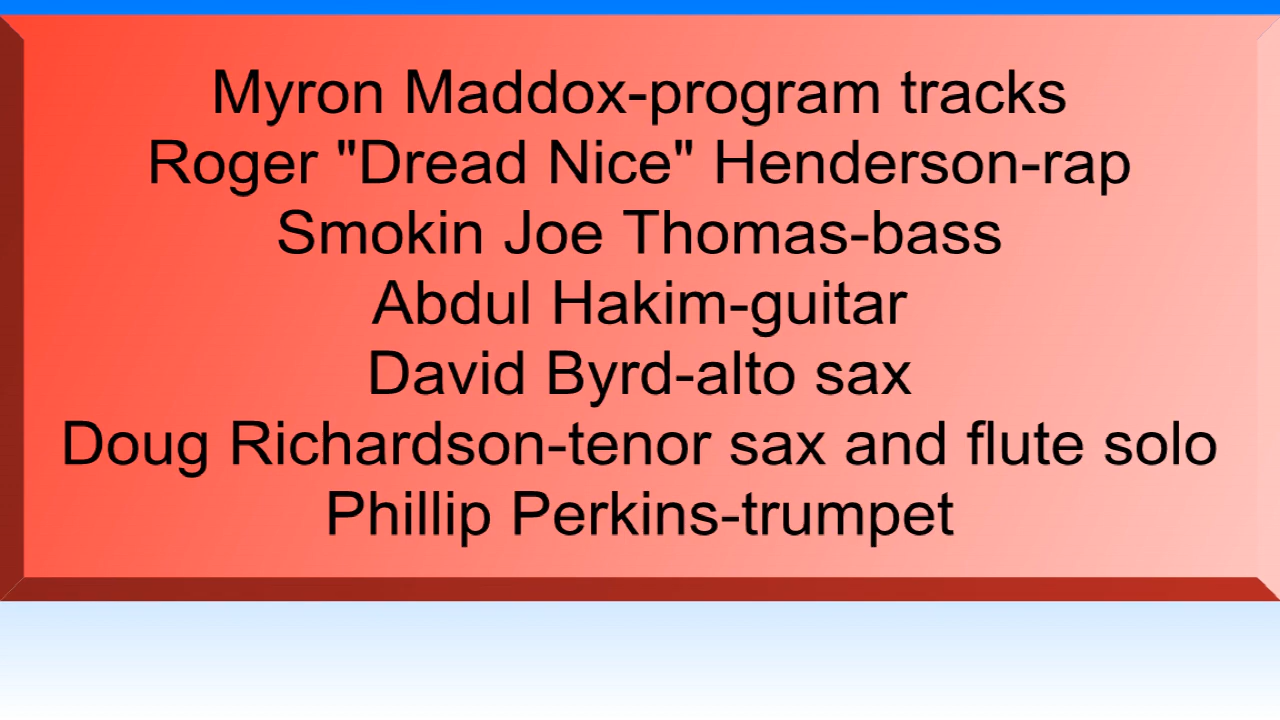 Myron Maddox-program tracks
Roger "Dread Nice" Henderson-rap
Smokin Joe Thomas-bass
Abdul Hakim-guitar
David Byrd-alto sax
Doug Richardson-tenor sax and flute solo
Phillip Perkins-trumpet